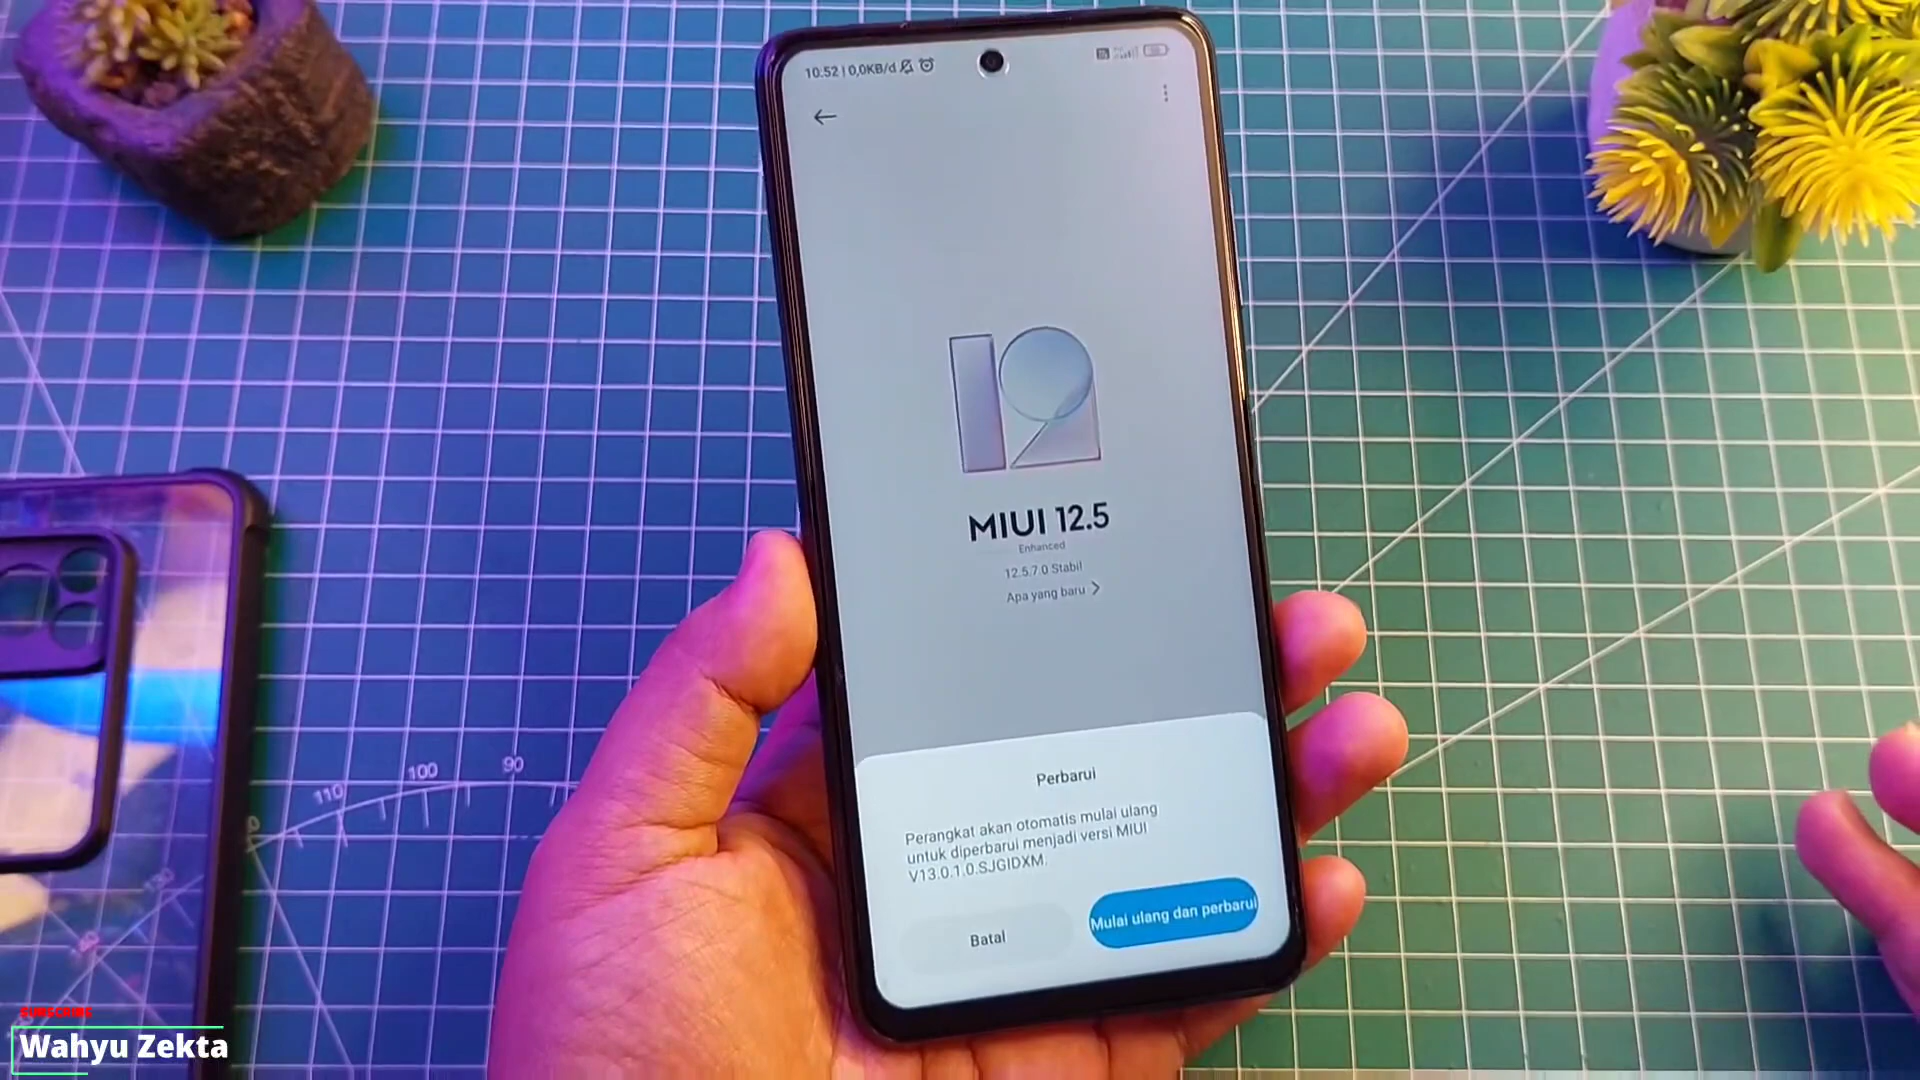 10:52 | 0,0KB/d
MIUI 12.5
Enhanced
12.5.7.0 Stabil
Apa yang baru >
Perbarui
Perangkat akan otomatis mulai ulang
untuk diperbarui menjadi versi MIUI
V13.0.1.0.SJGIDXM.
Batal
Mulai ulang dan perbarui
110
100
90
SUBSCRIBE
Wahyu Zekta